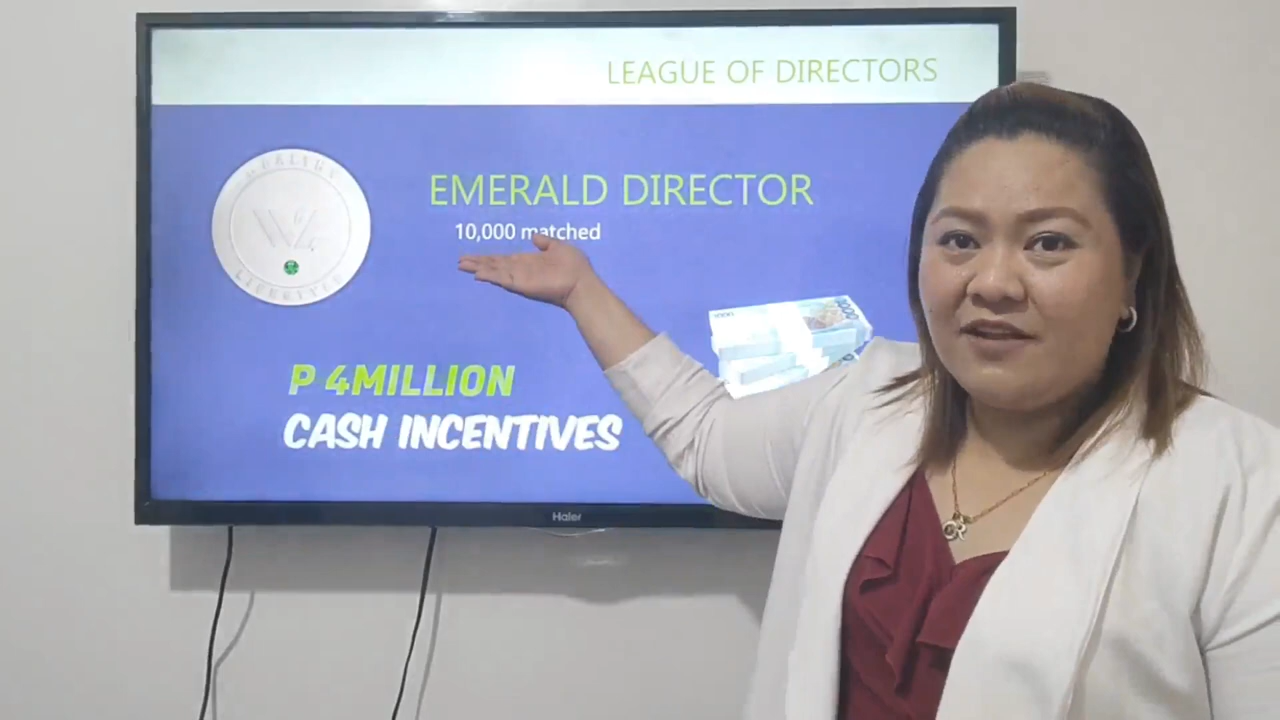 LEAGUE OF DIRECTORS
EMERALD DIRECTOR
10,000 matched
P 4MILLION
CASH INCENTIVES
Haier